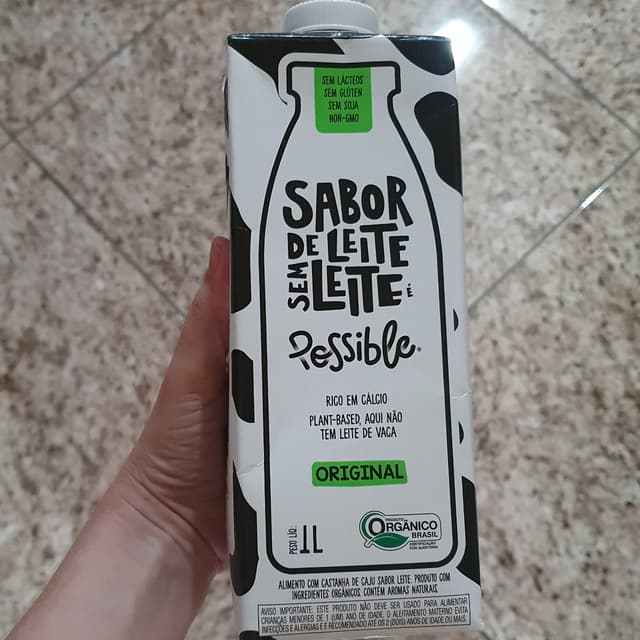 SEM LÁCTEOS
SEM GLÚTEN
SEM SOJA
NON-GMO
SABOR
DE LEITE
SEM LEITE É
Possible®
RICO EM CÁLCIO
PLANT-BASED, AQUI NÃO
TEM LEITE DE VACA
ORIGINAL
PESO LÍQ: 1L
PRODUTO
ORGÂNICO
BRASIL
CERTIFICAÇÃO
POR AUDITORIA
ALIMENTO COM CASTANHA DE CAJU SABOR LEITE. PRODUTO COM
INGREDIENTES ORGÂNICOS CONTÉM AROMAS NATURAIS
AVISO IMPORTANTE: ESTE PRODUTO NÃO DEVE SER USADO PARA ALIMENTAR
CRIANÇAS MENORES DE 1 (UM) ANO DE IDADE. O ALEITAMENTO MATERNO EVITA
INFECÇÕES E ALERGIAS E É RECOMENDADO ATÉ OS 2 (DOIS) ANOS DE IDADE OU MAIS.